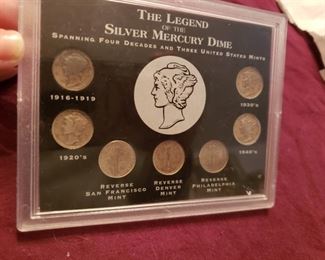 THE LEGEND
OF THE
SILVER MERCURY DIME
SPANNING FOUR DECADES AND THREE UNITED STATES MINTS
1916-1919
1930's
1920's
1940's
REVERSE
SAN FRANCISCO
MINT
REVERSE
DENVER
MINT
REVERSE
PHILADELPHIA
MINT